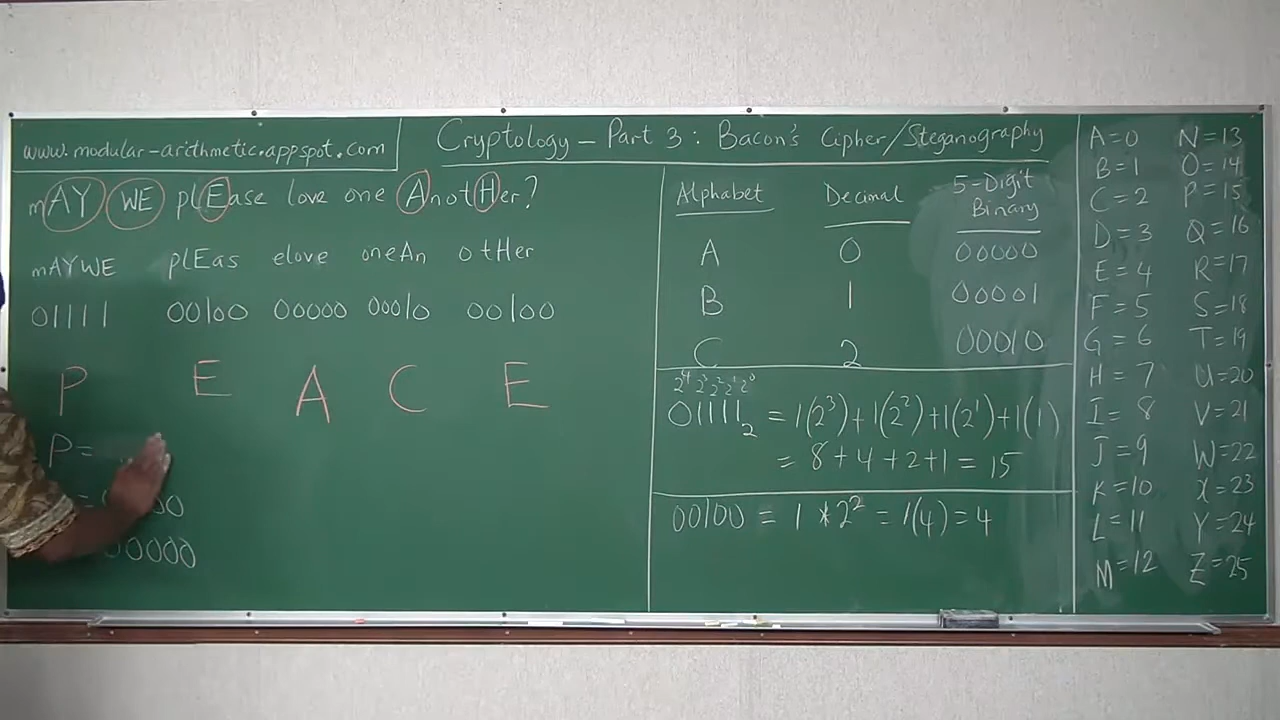 www.modular-arithmetic.appspot.com
Cryptology - Part 3: Bacon's Cipher/Steganography
mAY WE plEase love one AnotHer?
mAYWE plEas elove oneAn otHer
01111 00100 00000 00010 00100
P E A C E
P=
00000
Alphabet Decimal 5-Digit Binary
A 0 00000
B 1 00001
C 2 00010
2⁴ 2³ 2² 2¹ 2⁰
01111₂ = 1(2³)+1(2²)+1(2¹)+1(1)
= 8+4+2+1 = 15
00100 = 1 * 2² = 1(4) = 4
A=0 N=13
B=1 O=14
C=2 P=15
D=3 Q=16
E=4 R=17
F=5 S=18
G=6 T=19
H=7 U=20
I=8 V=21
J=9 W=22
K=10 X=23
L=11 Y=24
M=12 Z=25